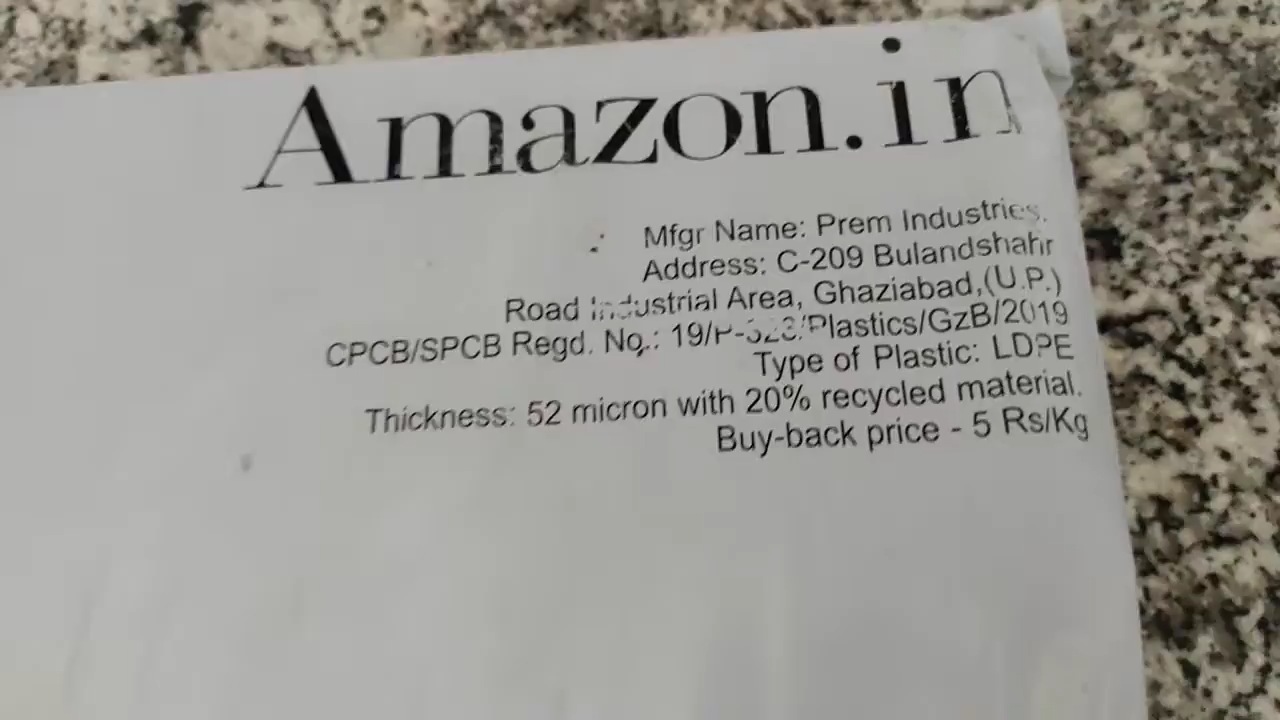 Amazon.in
Mfgr Name: Prem Industries.
Address: C-209 Bulandshahr
Road Industrial Area, Ghaziabad,(U.P.)
CPCB/SPCB Regd. No.: Plastics/GzB/2019
Type of Plastic: LDPE
Thickness: 52 micron with 20% recycled material.
Buy-back price - 5 Rs/Kg